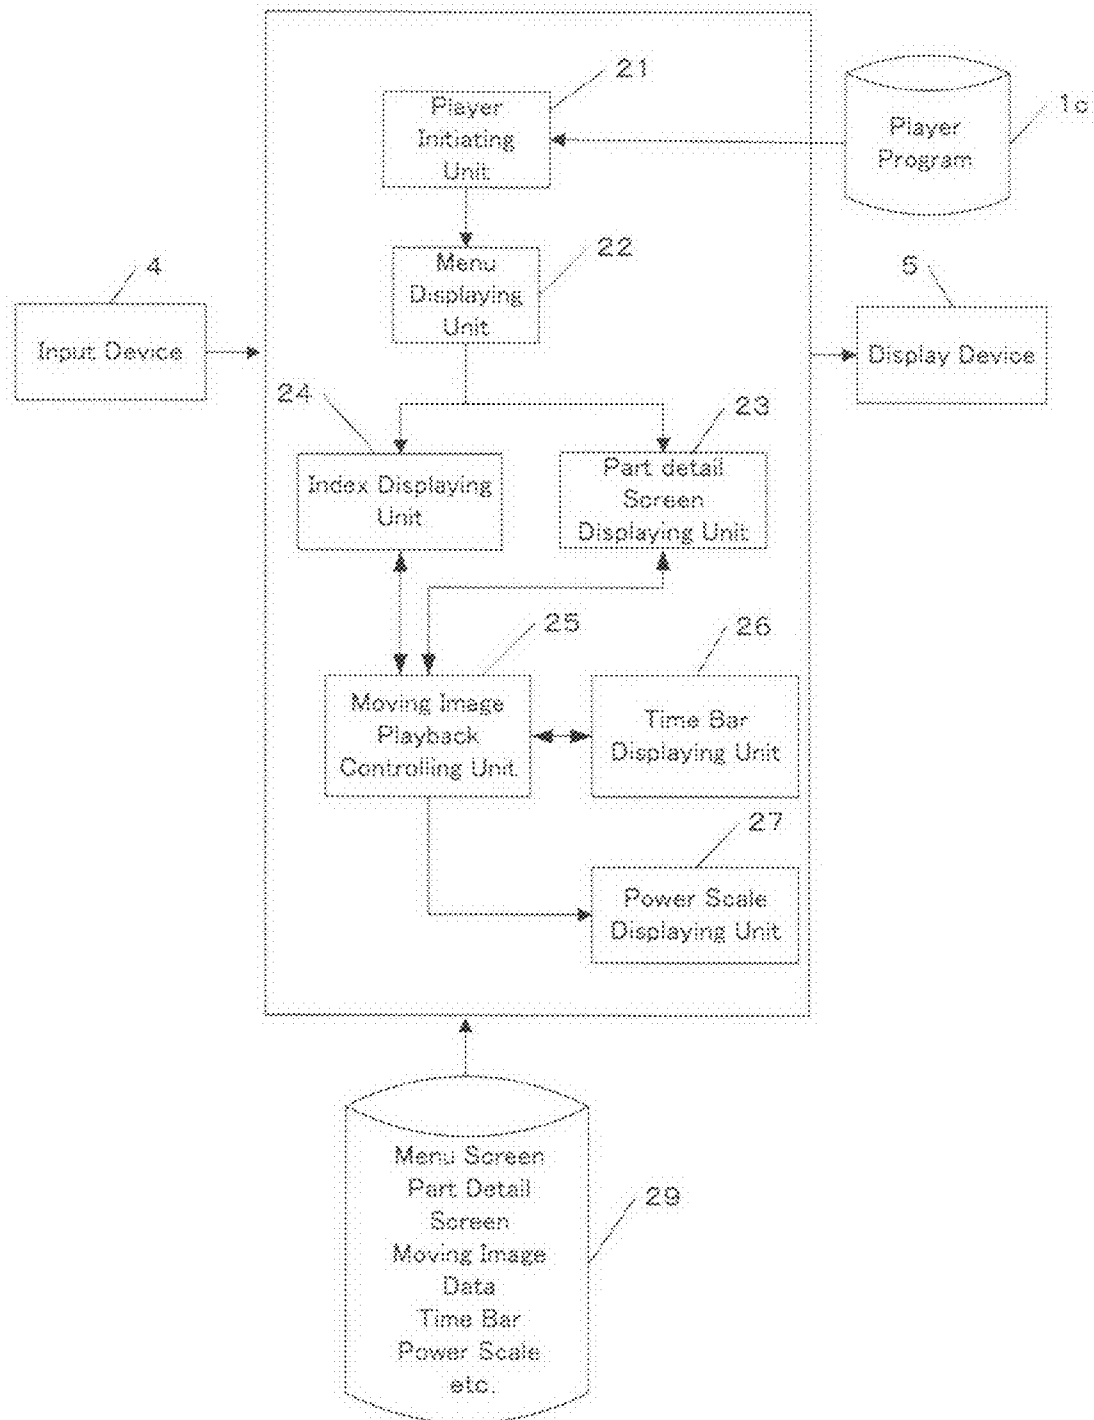 21
Player
Initiating
Unit
Player
Program
1c
22
Menu
Displaying
Unit
4
Input Device
5
Display Device
24
Index Displaying
Unit
23
Part detail
Screen
Displaying Unit
25
Moving Image
Playback
Controlling Unit
26
Time Bar
Displaying Unit
27
Power Scale
Displaying Unit
Menu Screen
Part Detail
Screen
Moving Image
Data
Time Bar
Power Scale
etc.
29